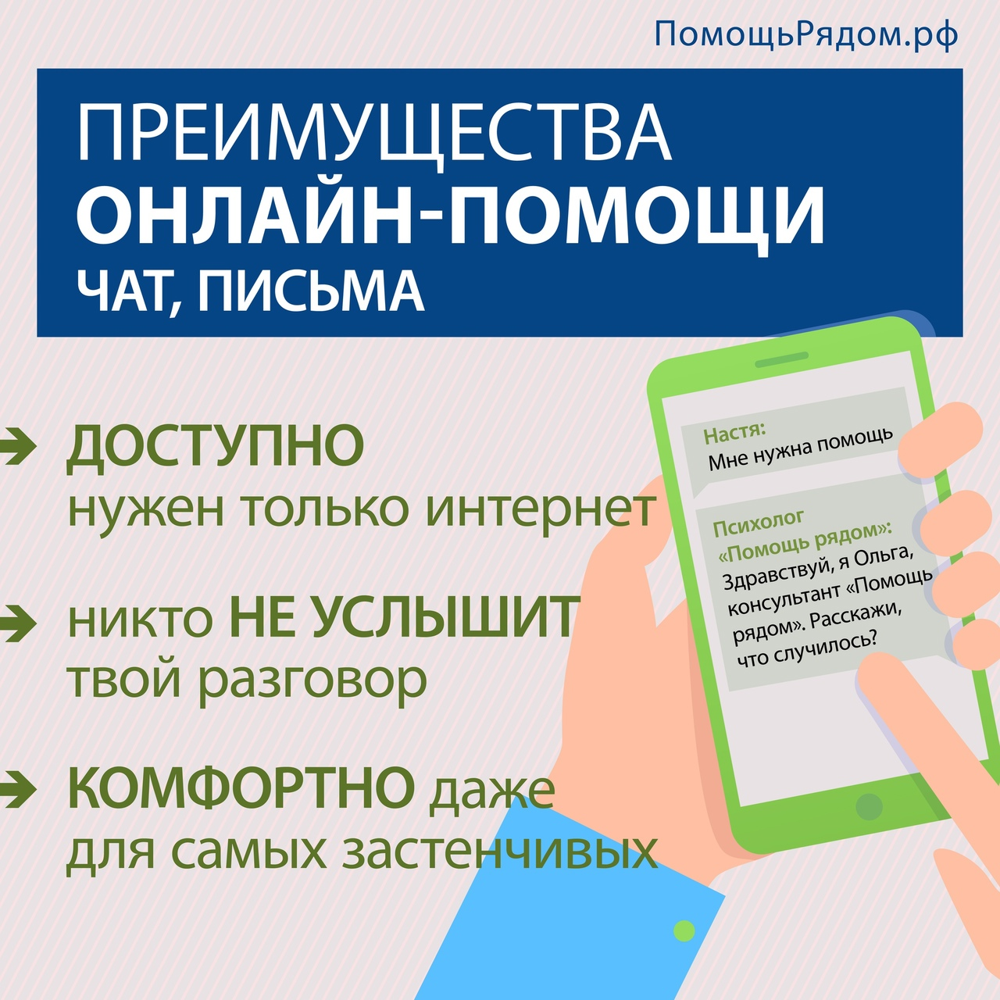 ПомощьРядом.рф
ПРЕИМУЩЕСТВА
ОНЛАЙН-ПОМОЩИ
ЧАТ, ПИСЬМА
ДОСТУПНО
нужен только интернет
никто НЕ УСЛЫШИТ
твой разговор
КОМФОРТНО даже
для самых застенчивых
Настя:
Мне нужна помощь
Психолог
«Помощь рядом»:
Здравствуй, я Ольга,
консультант «Помощь
рядом». Расскажи,
что случилось?